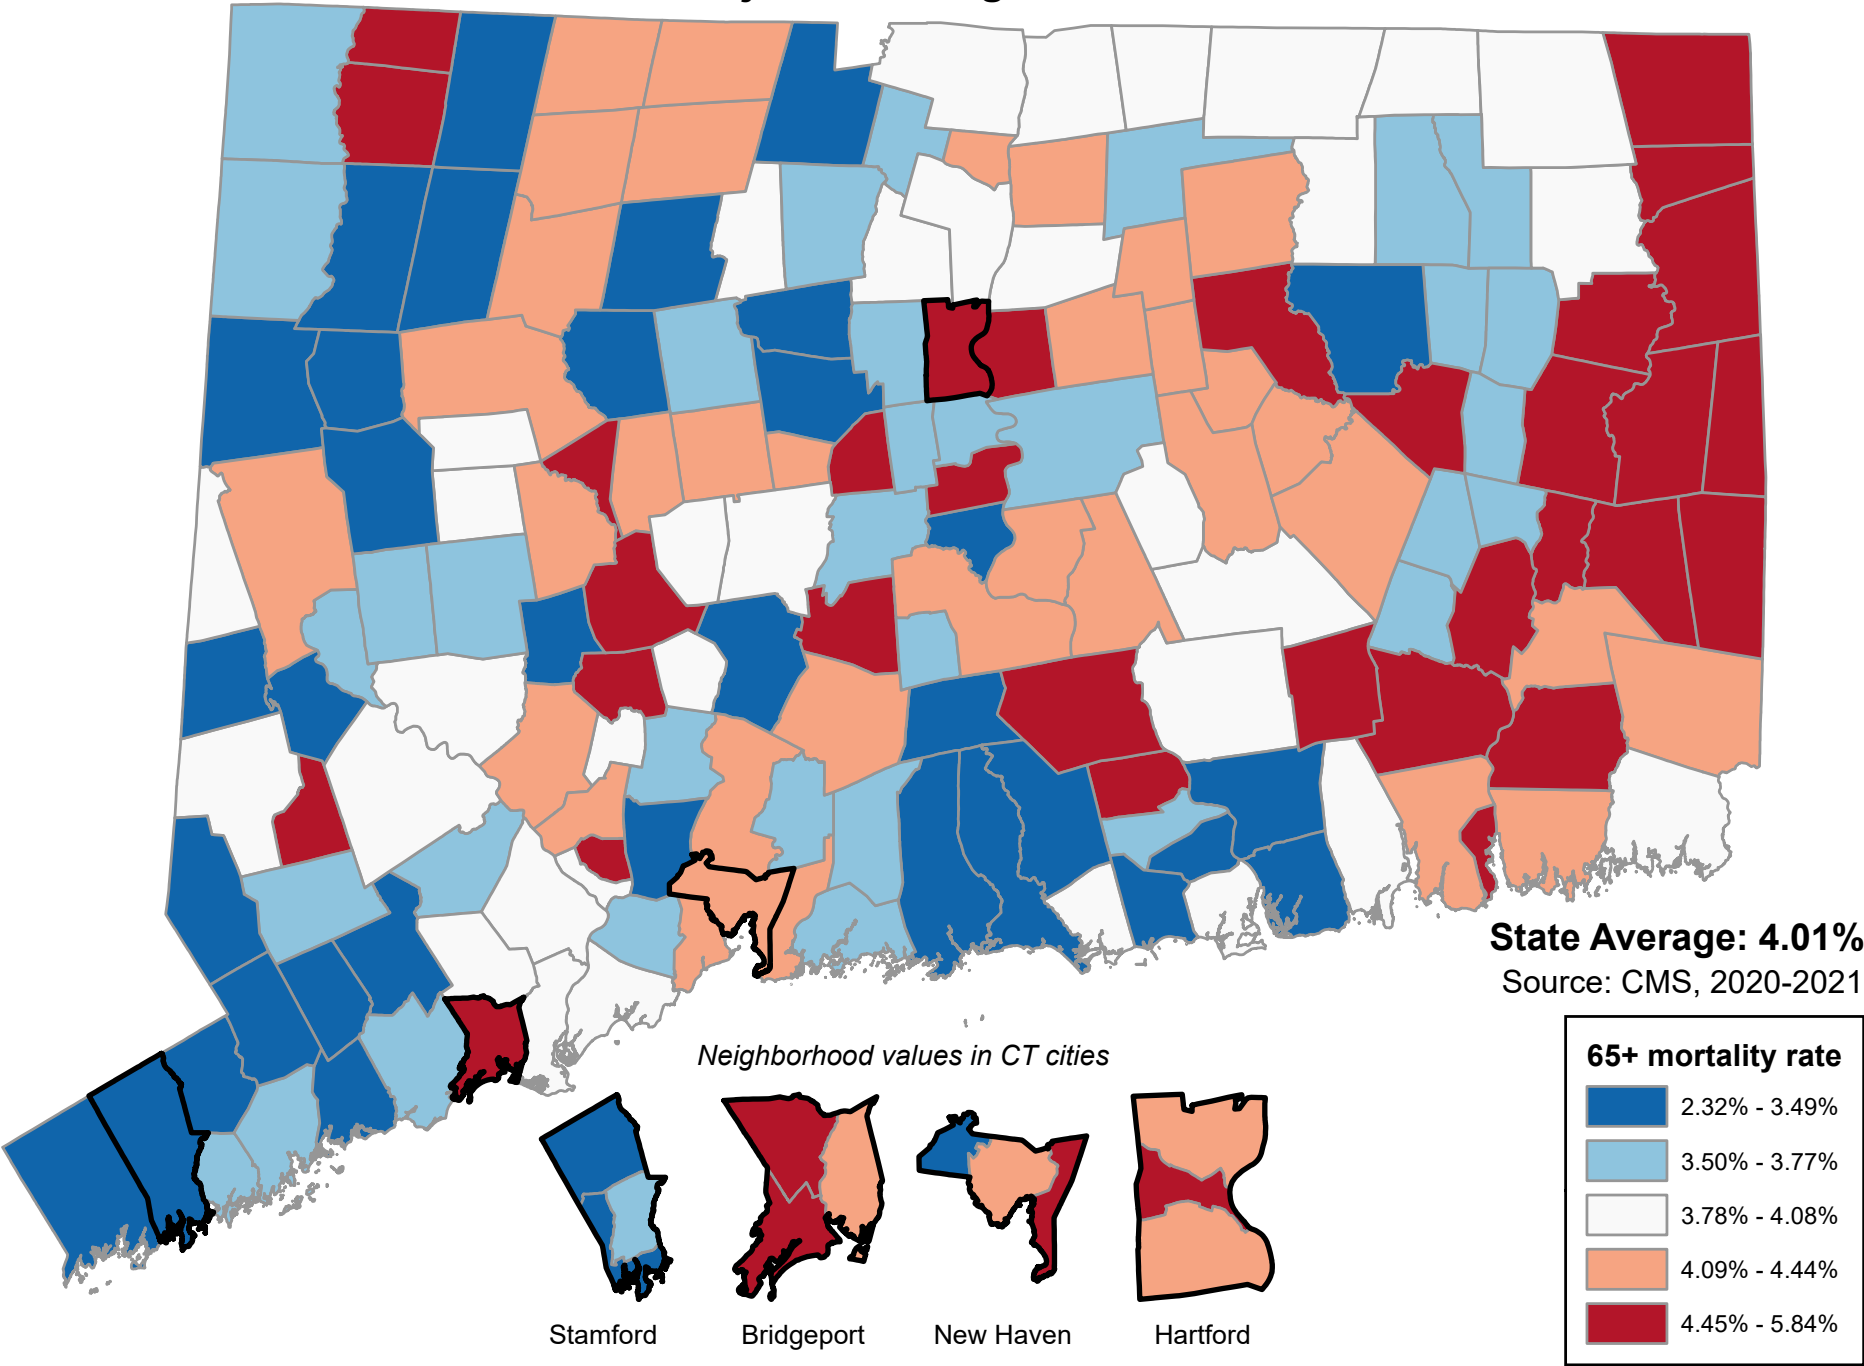 State Average: 4.01%
Source: CMS, 2020-2021
Neighborhood values in CT cities
65+ mortality rate
2.32% - 3.49%
3.50% - 3.77%
3.78% - 4.08%
4.09% - 4.44%
4.45% - 5.84%
Stamford
Bridgeport
New Haven
Hartford